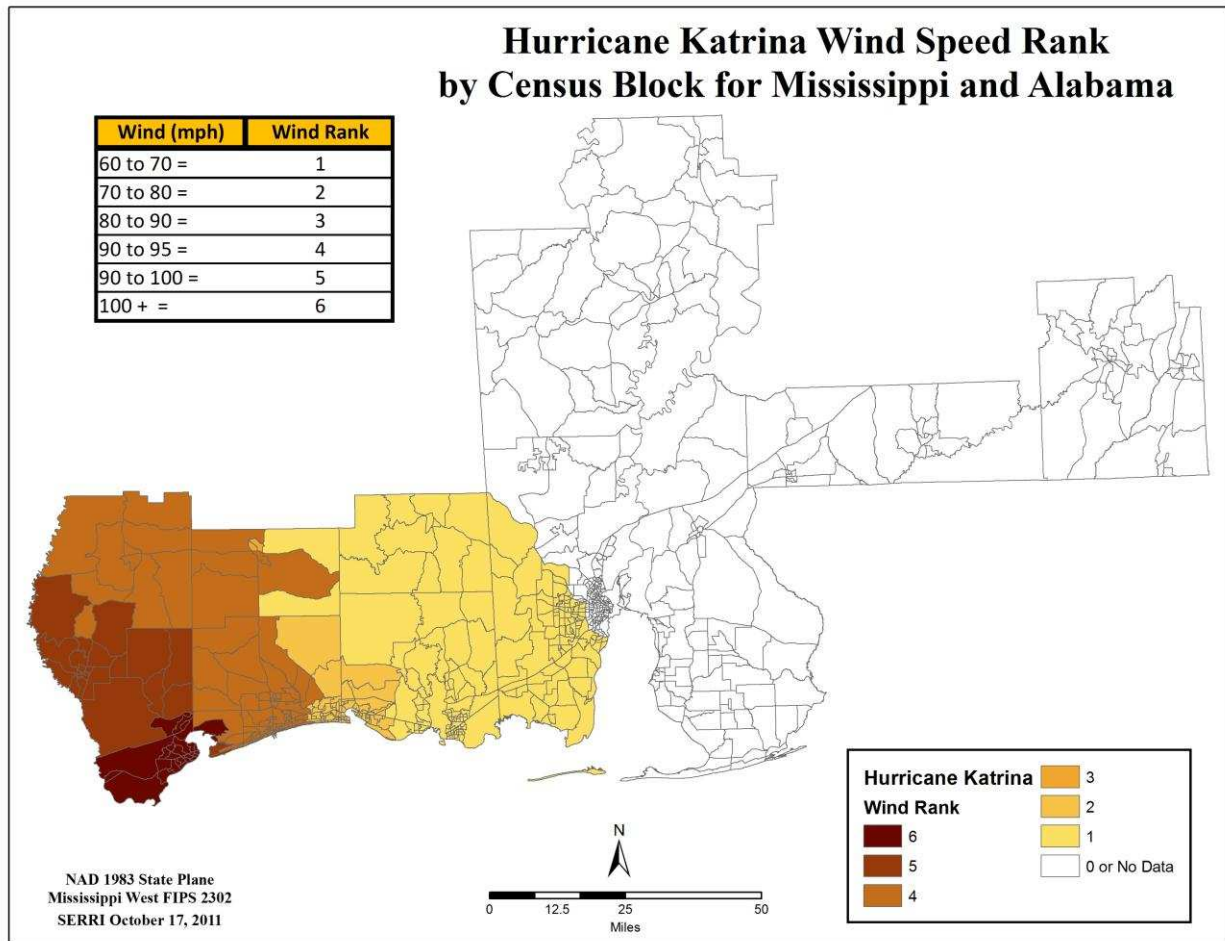 Hurricane Katrina Wind Speed Rank
by Census Block for Mississippi and Alabama
Wind (mph) Wind Rank
60 to 70 = 1
70 to 80 = 2
80 to 90 = 3
90 to 95 = 4
90 to 100 = 5
100 + = 6
Hurricane Katrina
Wind Rank
6
5
4
3
2
1
0 or No Data
N
0 12.5 25 50
Miles
NAD 1983 State Plane
Mississippi West FIPS 2302
SERRI October 17, 2011